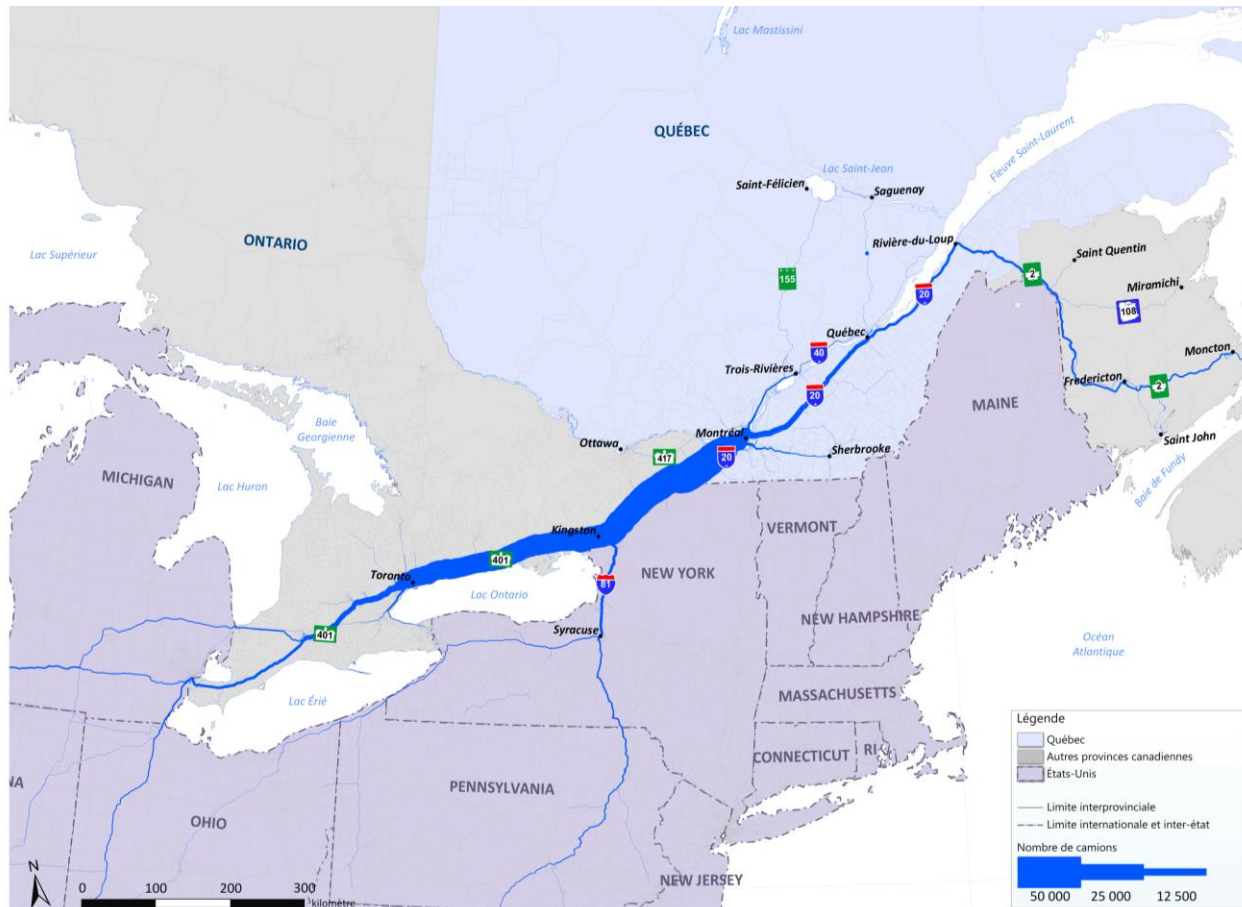 Lac Mastissini
QUÉBEC
Fleuve Saint-Laurent
Lac Saint-Jean
Saint-Félicien
Saguenay
ONTARIO
Lac Supérieur
Rivière-du-Loup
Saint Quentin
2
155
Miramichi
20
108
Québec
40
Moncton
Trois-Rivières
Fredericton
2
20
MAINE
Baie
Georgienne
Ottawa
Montréal
Saint John
417
20
Sherbrooke
MICHIGAN
Lac Huron
Baie de Fundy
VERMONT
Kingston
401
NEW YORK
Toranto
81
Lac Ontario
NEW HAMPSHIRE
401
Syracuse
Océan
Atlantique
MASSACHUSETTS
Lac Érié
CONNECTICUT
RI
NA
PENNSYLVANIA
OHIO
NEW JERSEY
N
0 100 200 300
kilomètre
Légende
Québec
Autres provinces canadiennes
États-Unis
Limite interprovinciale
Limite internationale et inter-état
Nombre de camions
50 000 25 000 12 500